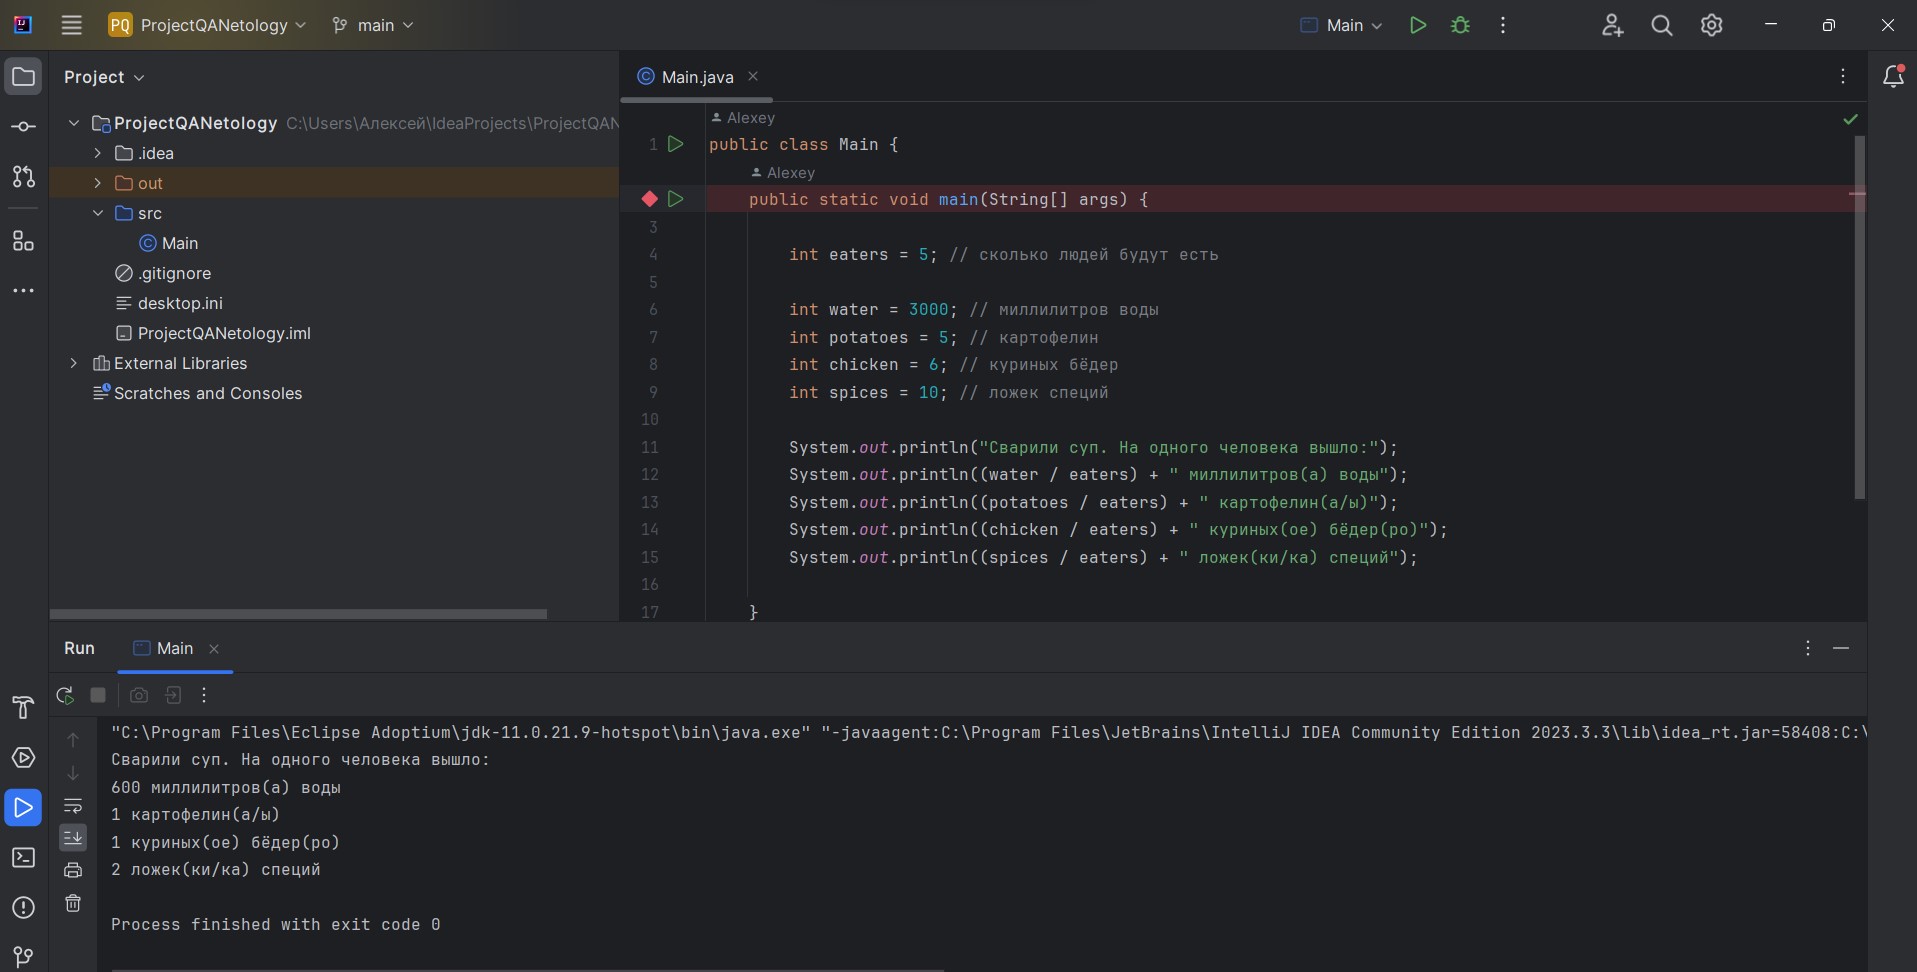 PQ ProjectQANetology main Main
Project
Main.java
ProjectQANetology C:\Users\Алексей\IdeaProjects\ProjectQAN
.idea
out
src
Main
.gitignore
desktop.ini
ProjectQANetology.iml
External Libraries
Scratches and Consoles
Alexey
1 public class Main {
Alexey
public static void main(String[] args) {
3
4 int eaters = 5; // сколько людей будут есть
5
6 int water = 3000; // миллилитров воды
7 int potatoes = 5; // картофелин
8 int chicken = 6; // куриных бёдер
9 int spices = 10; // ложек специй
10
11 System.out.println("Сварили суп. На одного человека вышло:");
12 System.out.println((water / eaters) + " миллилитров(а) воды");
13 System.out.println((potatoes / eaters) + " картофелин(а/ы)");
14 System.out.println((chicken / eaters) + " куриных(ое) бёдер(ро)");
15 System.out.println((spices / eaters) + " ложек(ки/ка) специй");
16
17 }
Run Main
"C:\Program Files\Eclipse Adoptium\jdk-11.0.21.9-hotspot\bin\java.exe" "-javaagent:C:\Program Files\JetBrains\IntelliJ IDEA Community Edition 2023.3.3\lib\idea_rt.jar=58408:C:\
Сварили суп. На одного человека вышло:
600 миллилитров(а) воды
1 картофелин(а/ы)
1 куриных(ое) бёдер(ро)
2 ложек(ки/ка) специй
Process finished with exit code 0